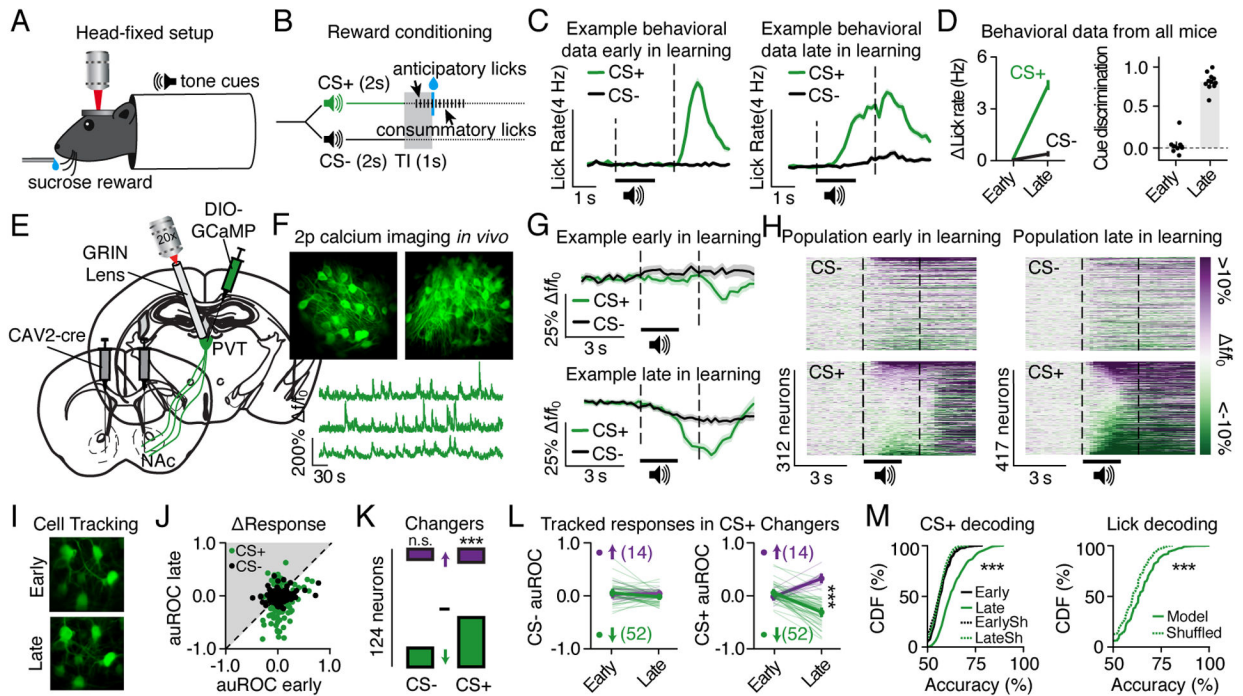 A
Head-fixed setup
tone cues
sucrose reward
B
Reward conditioning
anticipatory licks
CS+ (2s)
consummatory licks
CS- (2s) TI (1s)
C
Example behavioral
data early in learning
CS+
CS-
Lick Rate(4 Hz)
1 s
Example behavioral
data late in learning
CS+
CS-
Lick Rate(4 Hz)
1 s
D
Behavioral data from all mice
ΔLick rate (Hz)
6
3
0
CS+
CS-
Early
Late
Cue discrimination
1.0
0.5
0.0
Early
Late
E
20x
GRIN
Lens
DIO-
GCaMP
CAV2-cre
PVT
NAc
F
2p calcium imaging in vivo
200% Δf/f0
30 s
G
Example early in learning
CS+
CS-
25% Δf/f0
3 s
Example late in learning
CS+
CS-
25% Δf/f0
3 s
H
Population early in learning
CS-
CS+
312 neurons
3 s
Population late in learning
CS-
CS+
417 neurons
3 s
>10%
Δf/f0
<-10%
I
Cell Tracking
Early
Late
J
ΔResponse
CS+
CS-
auROC late
1.0
0.0
-1.0
-1.0 0.0 1.0
auROC early
K
Changers
n.s.
***
124 neurons
CS-
CS+
L
Tracked responses in CS+ Changers
CS- auROC
1.0
0.0
-1.0
(14)
(52)
Early
Late
CS+ auROC
1.0
0.0
-1.0
(14)
(52)
***
Early
Late
M
CS+ decoding
CDF (%)
100
50
0
***
Early
Late
EarlySh
LateSh
50 75 100
Accuracy (%)
Lick decoding
CDF (%)
100
50
0
***
Model
Shuffled
50 75 100
Accuracy (%)